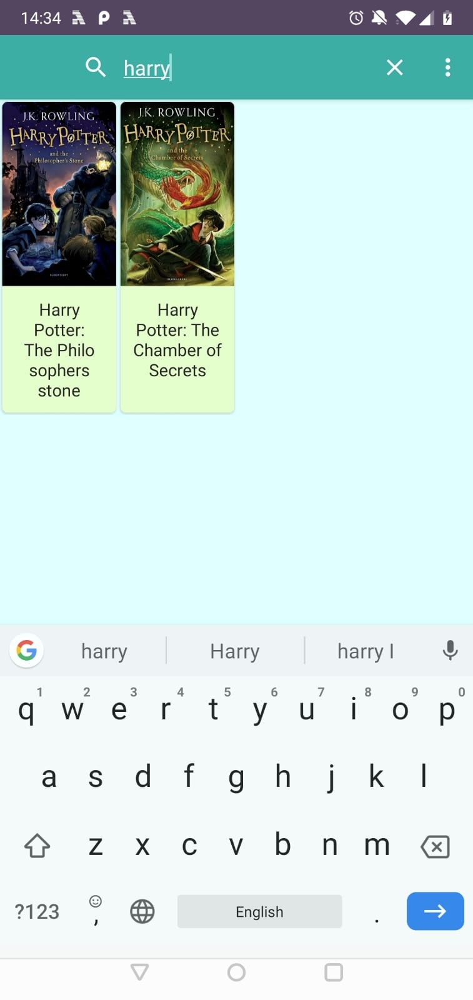 14:34
harry
J.K. ROWLING
HARRY POTTER
and the
Philosopher's Stone
BLOOMSBURY
J.K. ROWLING
HARRY POTTER
and the
Chamber of Secrets
BLOOMSBURY
Harry
Potter:
The Philo
sophers
stone
Harry
Potter: The
Chamber of
Secrets
G harry Harry harry I
1 2 3 4 5 6 7 8 9 0
q w e r t y u i o p
a s d f g h j k l
z x c v b n m
?123 , English .